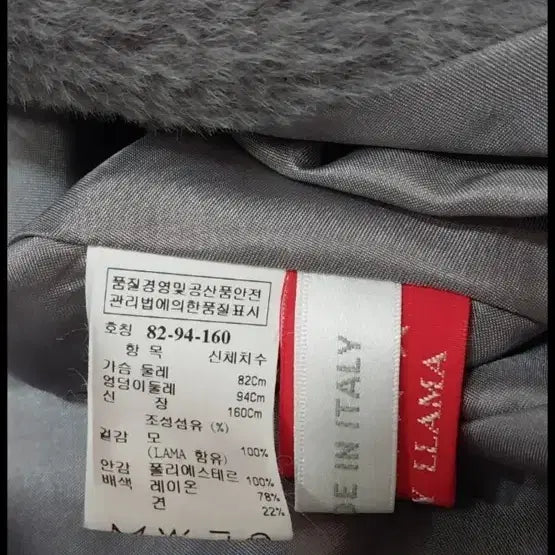 품질경영및공산품안전
관리법에의한품질표시
호칭 82-94-160
항 목 신체치수
가슴 둘레 82Cm
엉덩이둘레 94Cm
신 장 160Cm
조성섬유 (%)
겉감 모
(LAMA 함유) 100%
안감 폴리에스테르 100%
배색 레이온 78%
견 22%
DE IN ITALY
Y LLAMA